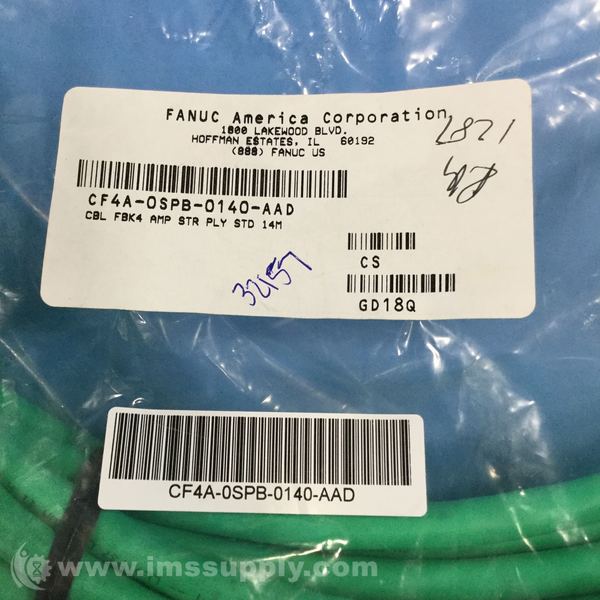 FANUC America Corporation
1800 LAKEWOOD BLVD.
HOFFMAN ESTATES, IL 60192
(888) FANUC US
CF4A-0SPB-0140-AAD
CBL FBK4 AMP STR PLY STD 14M
CS
GD18Q
32157
CF4A-0SPB-0140-AAD
www.imssupply.com